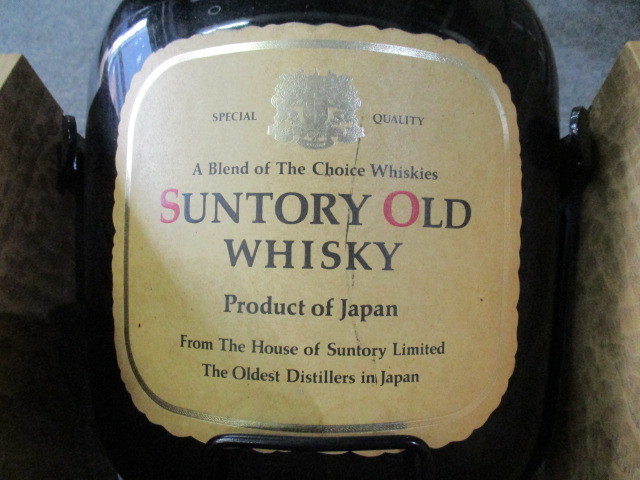 SPECIAL QUALITY
A Blend of The Choice Whiskies
SUNTORY OLD
WHISKY
Product of Japan
From The House of Suntory Limited
The Oldest Distillers in Japan